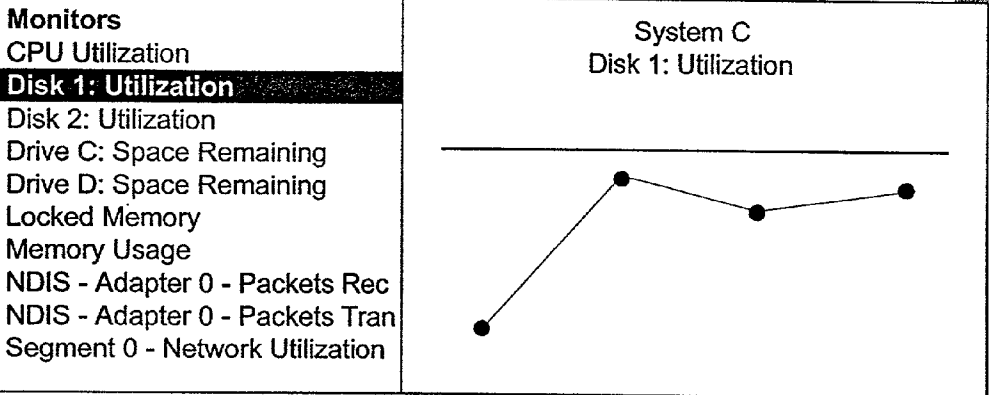 Monitors
CPU Utilization
Disk 1: Utilization
Disk 2: Utilization
Drive C: Space Remaining
Drive D: Space Remaining
Locked Memory
Memory Usage
NDIS - Adapter 0 - Packets Rec
NDIS - Adapter 0 - Packets Tran
Segment 0 - Network Utilization
System C
Disk 1: Utilization